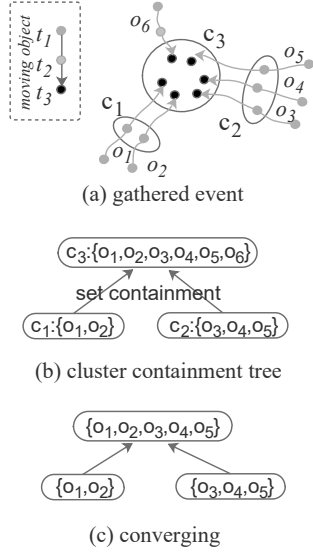 moving object
t1
t2
t3
o6
c3
o5
o4
o3
c1
c2
o1
o2
(a) gathered event
c3:{o1,o2,o3,o4,o5,o6}
set containment
c1:{o1,o2}
c2:{o3,o4,o5}
(b) cluster containment tree
{o1,o2,o3,o4,o5}
{o1,o2}
{o3,o4,o5}
(c) converging